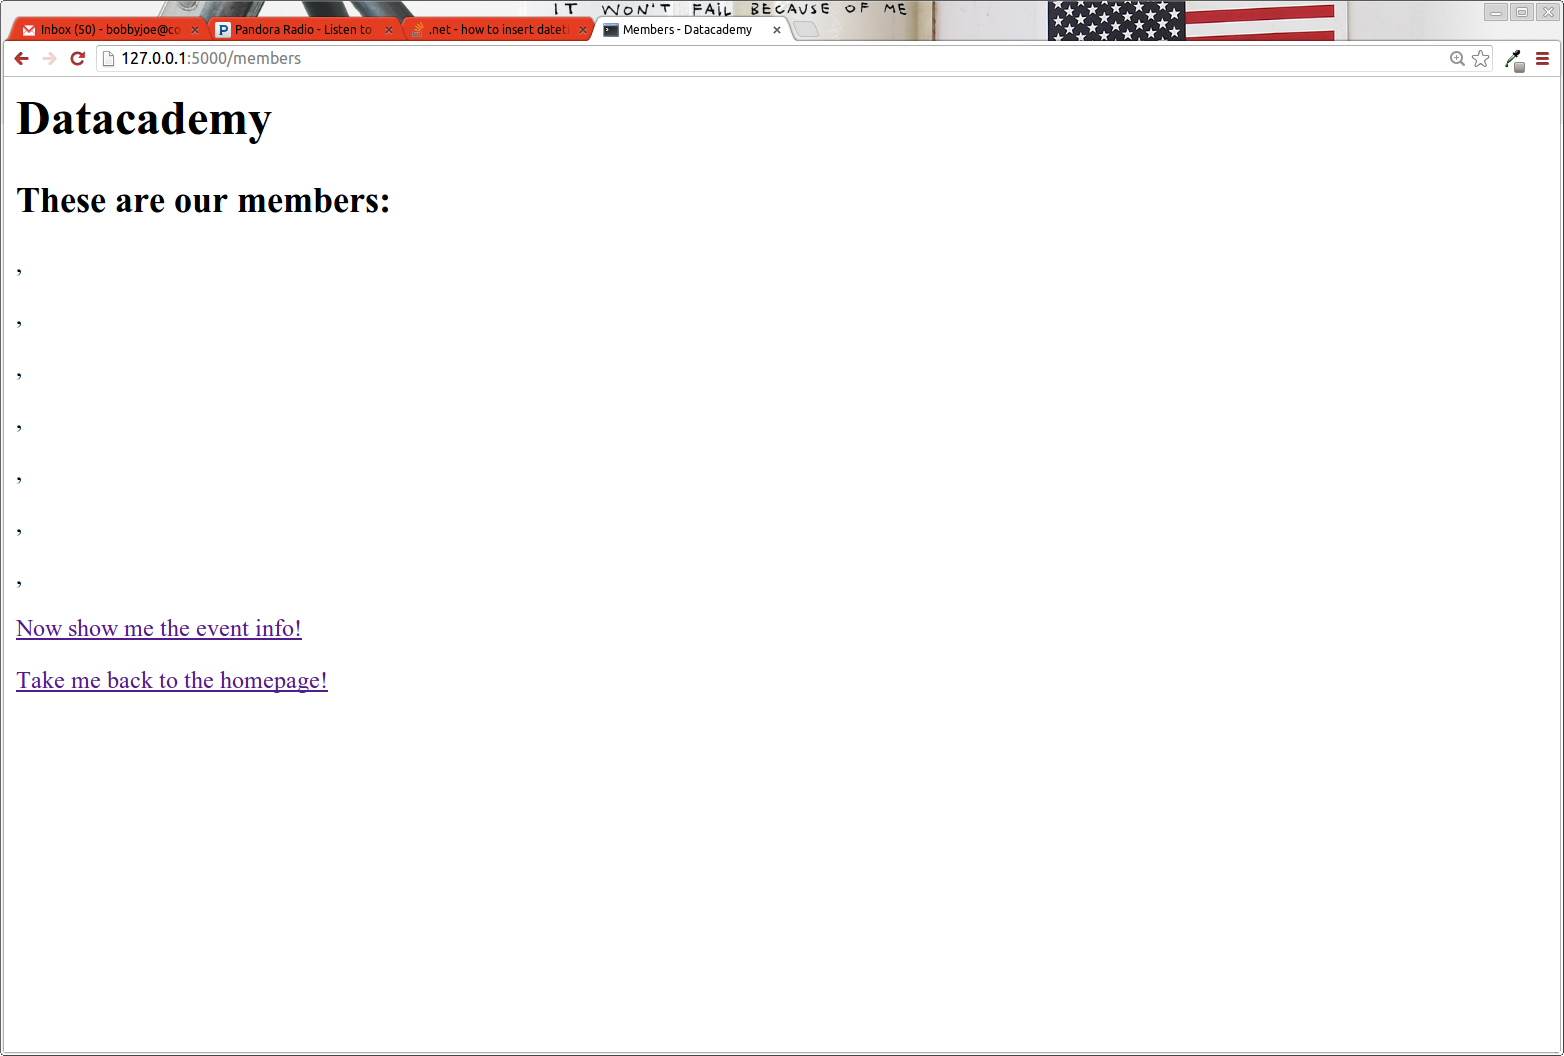 IT WON'T FAIL BECAUSE OF ME
Inbox (50) - bobbyjoe@co
Pandora Radio - Listen to
.net - how to insert dateti
Members - Datacademy
127.0.0.1:5000/members
Datacademy
These are our members:
,
,
,
,
,
,
,
Now show me the event info!
Take me back to the homepage!